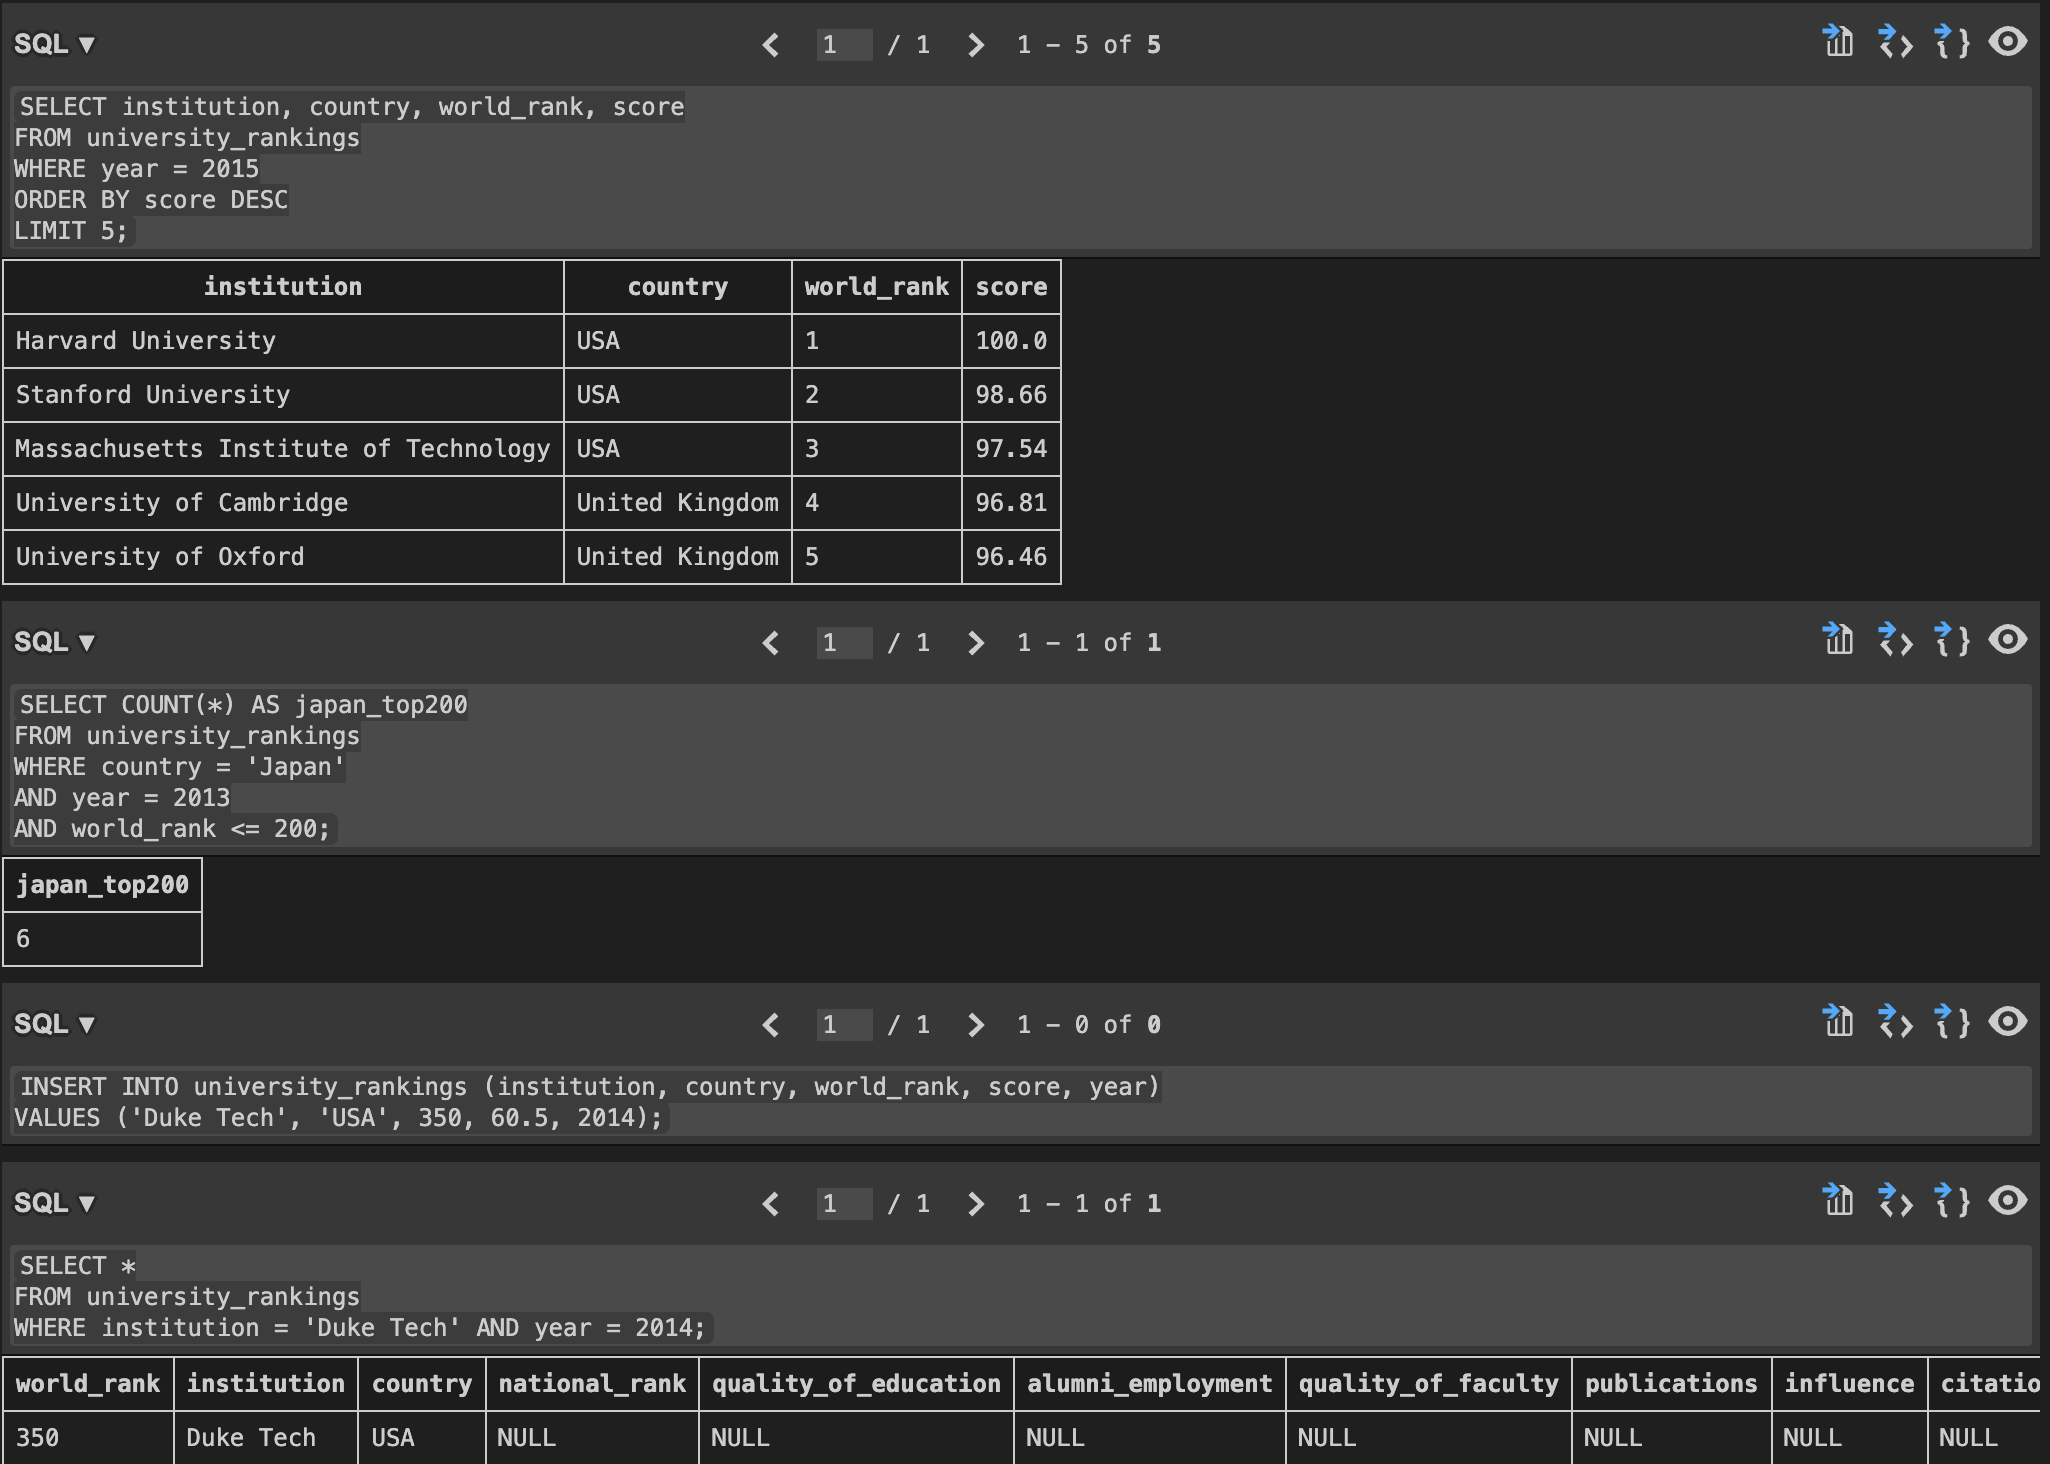 SQL ▼ 1 / 1 1 – 5 of 5
SELECT institution, country, world_rank, score
FROM university_rankings
WHERE year = 2015
ORDER BY score DESC
LIMIT 5;
institution country world_rank score
Harvard University USA 1 100.0
Stanford University USA 2 98.66
Massachusetts Institute of Technology USA 3 97.54
University of Cambridge United Kingdom 4 96.81
University of Oxford United Kingdom 5 96.46
SQL ▼ 1 / 1 1 – 1 of 1
SELECT COUNT(*) AS japan_top200
FROM university_rankings
WHERE country = 'Japan'
AND year = 2013
AND world_rank <= 200;
japan_top200
6
SQL ▼ 1 / 1 1 – 0 of 0
INSERT INTO university_rankings (institution, country, world_rank, score, year)
VALUES ('Duke Tech', 'USA', 350, 60.5, 2014);
SQL ▼ 1 / 1 1 – 1 of 1
SELECT *
FROM university_rankings
WHERE institution = 'Duke Tech' AND year = 2014;
world_rank institution country national_rank quality_of_education alumni_employment quality_of_faculty publications influence citatio
350 Duke Tech USA NULL NULL NULL NULL NULL NULL NULL